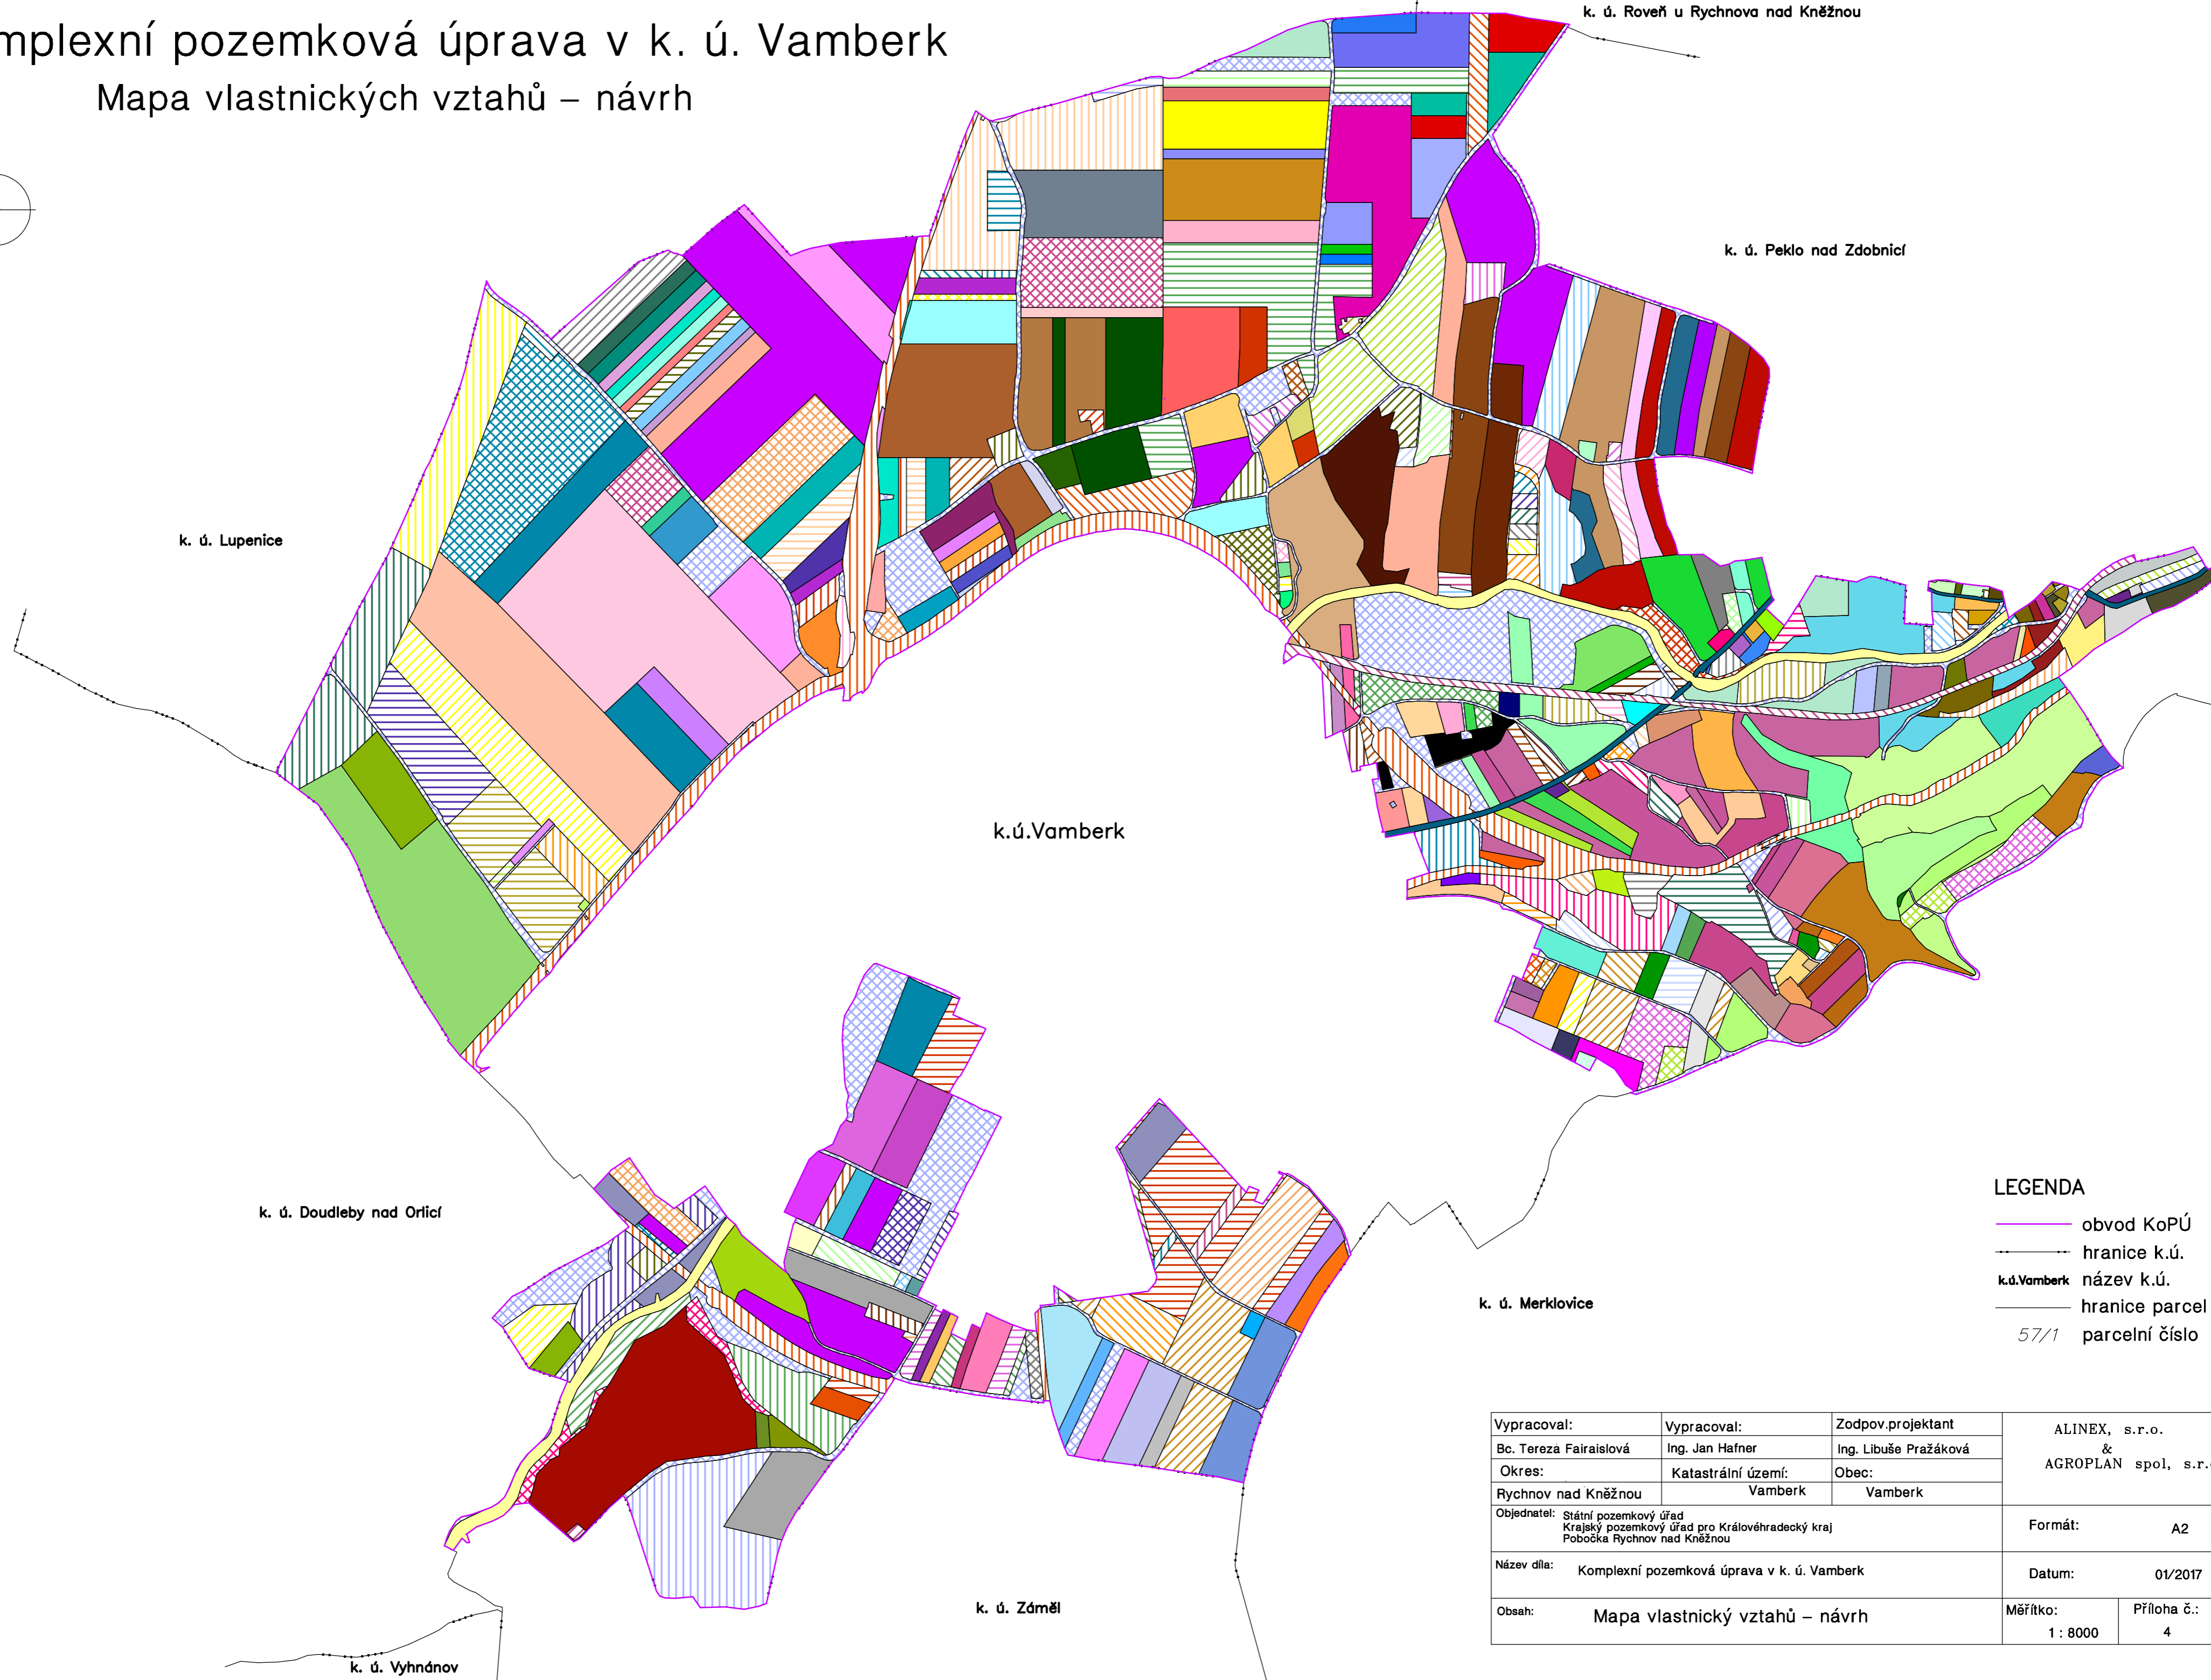 mplexní pozemková úprava v k. ú. Vamberk
Mapa vlastnických vztahů – návrh
k. ú. Roveň u Rychnova nad Kněžnou
k. ú. Peklo nad Zdobnicí
k. ú. Lupenice
k.ú.Vamberk
k. ú. Doudleby nad Orlicí
k. ú. Merklovice
k. ú. Záměl
k. ú. Vyhnánov
LEGENDA
obvod KoPÚ
hranice k.ú.
k.ú.Vamberk název k.ú.
hranice parcel
57/1 parcelní číslo
Vypracoval: Vypracoval: Zodpov.projektant
Bc. Tereza Fairaislová Ing. Jan Hafner Ing. Libuše Pražáková
Okres: Katastrální území: Obec:
Rychnov nad Kněžnou Vamberk Vamberk
ALINEX, s.r.o.
&
AGROPLAN spol, s.r.o
Objednatel: Státní pozemkový úřad
Krajský pozemkový úřad pro Královéhradecký kraj
Pobočka Rychnov nad Kněžnou
Formát: A2
Název díla: Komplexní pozemková úprava v k. ú. Vamberk
Datum: 01/2017
Obsah: Mapa vlastnický vztahů – návrh
Měřítko: Příloha č.:
1 : 8000 4